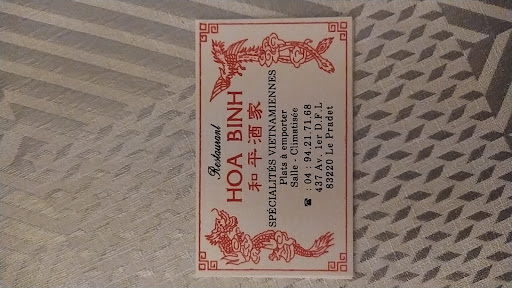 Restaurant
HOA BINH
和平酒家
SPÉCIALITÉS VIETNAMIENNES
Plats à emporter
Salle - Climatisée
☎ : 04 : 94.21.71.68
437 Av. 1er D.F.L
83220 Le Pradet